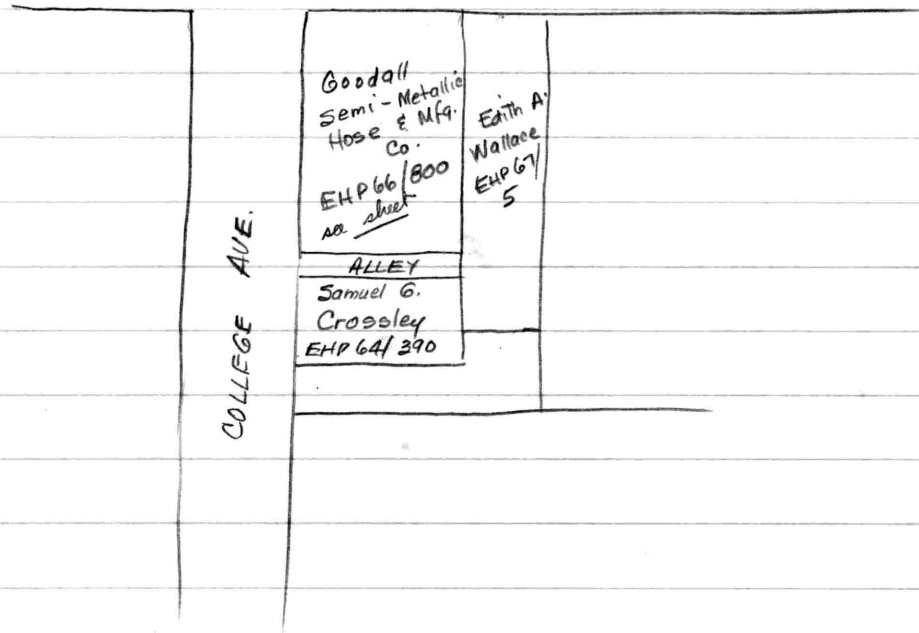 Goodall
Semi-Metallic
Hose & Mfg.
Co.
EHP 66/800
see sheet
Edith A.
Wallace
EHP 67/
5
ALLEY
Samuel G.
Crossley
EHP 64/390
COLLEGE AVE.